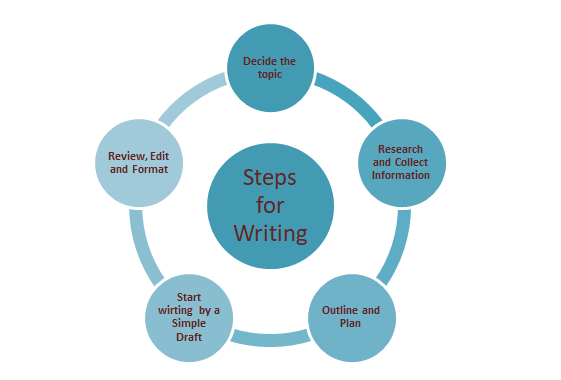 Decide the
topic
Research
and Collect
Information
Outline and
Plan
Start
wirting by a
Simple
Draft
Review, Edit
and Format
Steps
for
Writing